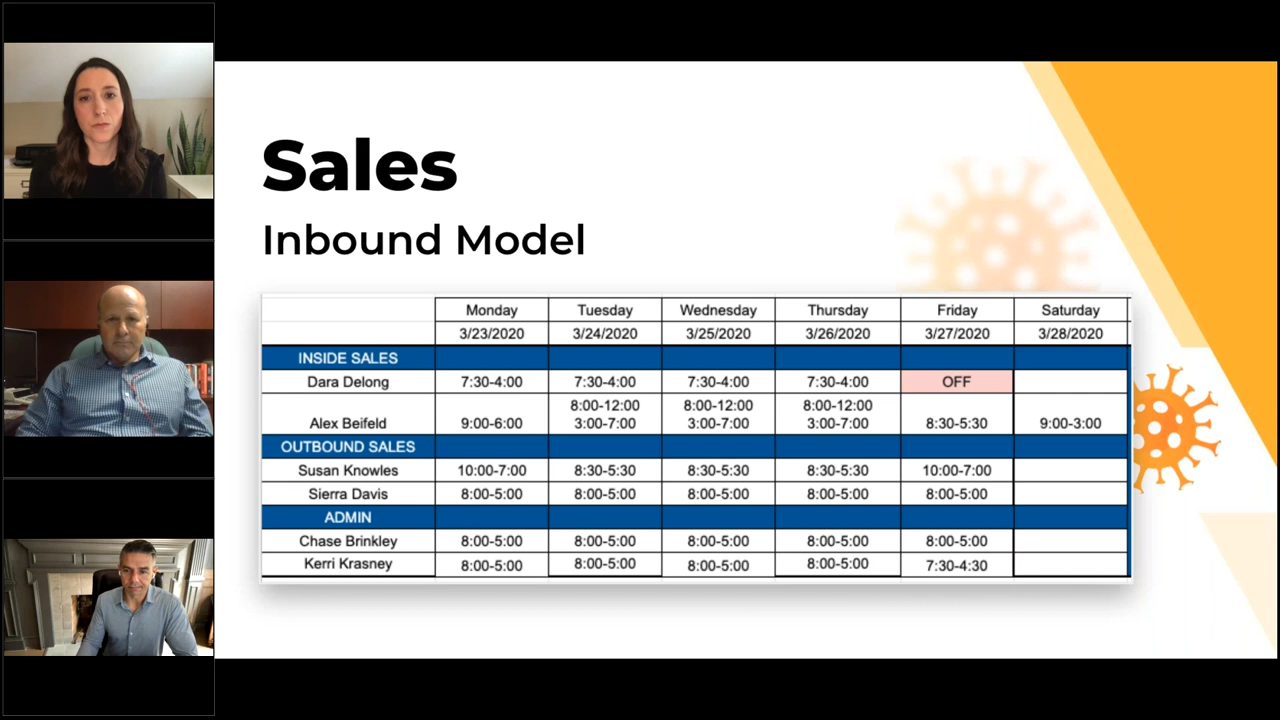 Sales
Inbound Model
Monday Tuesday Wednesday Thursday Friday Saturday
3/23/2020 3/24/2020 3/25/2020 3/26/2020 3/27/2020 3/28/2020
INSIDE SALES
Dara Delong 7:30-4:00 7:30-4:00 7:30-4:00 7:30-4:00 OFF
8:00-12:00 8:00-12:00 8:00-12:00
Alex Beifeld 9:00-6:00 3:00-7:00 3:00-7:00 3:00-7:00 8:30-5:30 9:00-3:00
OUTBOUND SALES
Susan Knowles 10:00-7:00 8:30-5:30 8:30-5:30 8:30-5:30 10:00-7:00
Sierra Davis 8:00-5:00 8:00-5:00 8:00-5:00 8:00-5:00 8:00-5:00
ADMIN
Chase Brinkley 8:00-5:00 8:00-5:00 8:00-5:00 8:00-5:00 8:00-5:00
Kerri Krasney 8:00-5:00 8:00-5:00 8:00-5:00 8:00-5:00 7:30-4:30